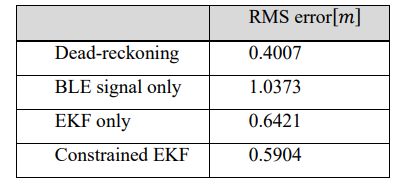 RMS error[m]
Dead-reckoning 0.4007
BLE signal only 1.0373
EKF only 0.6421
Constrained EKF 0.5904